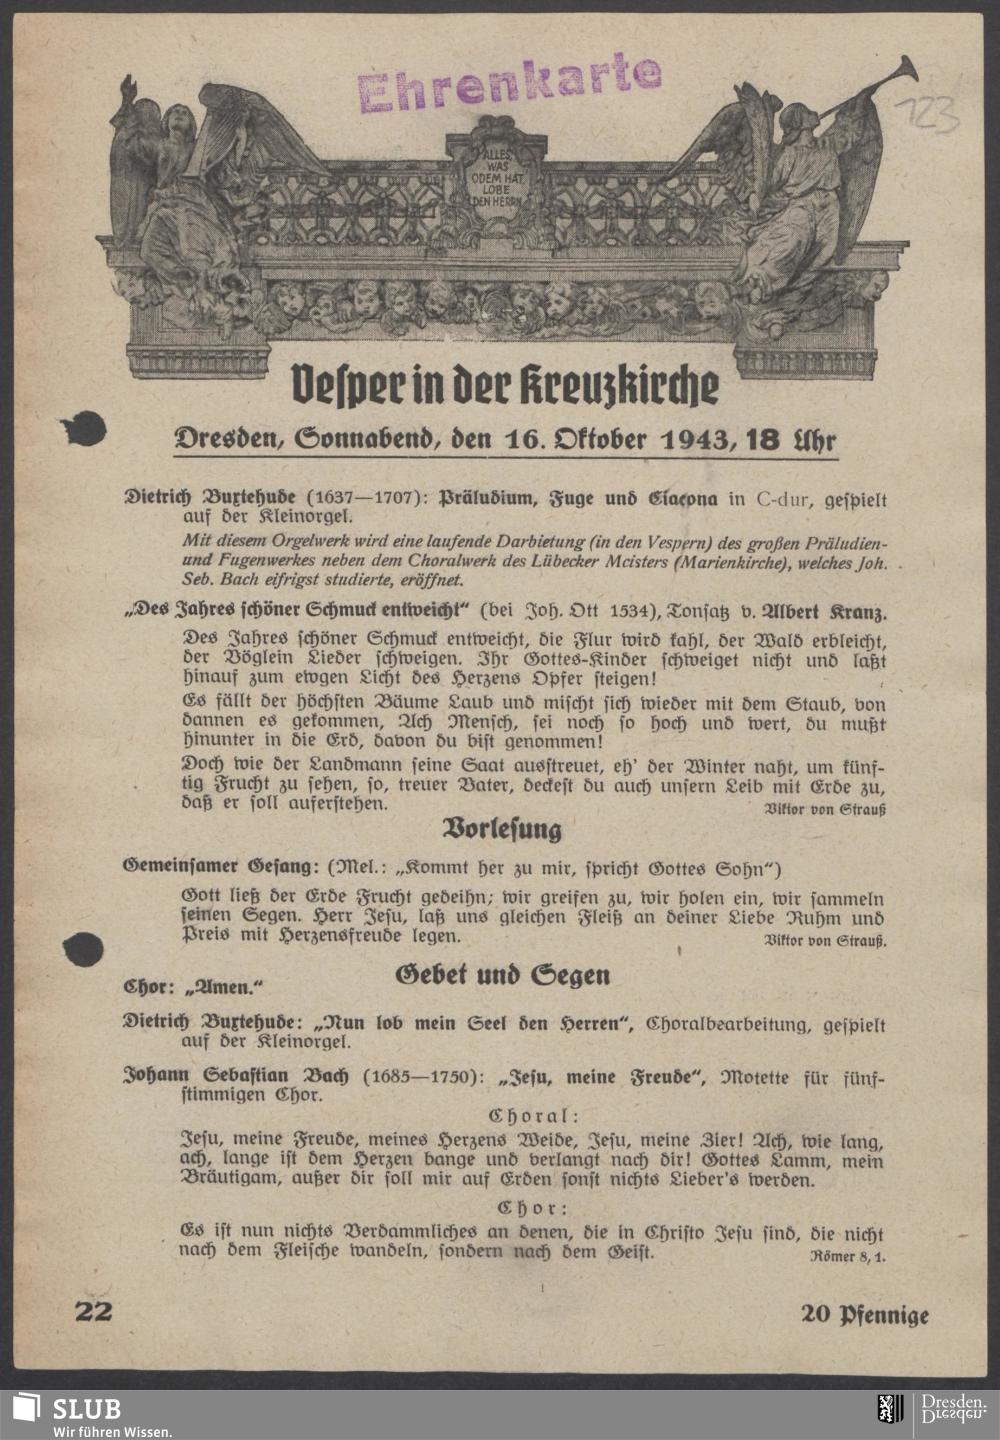 Ehrenkarte
123
ALLES,
WAS
ODEM HAT,
LOBE
DEN HERRN
Vesper in der Kreuzkirche
Dresden, Sonnabend, den 16. Oktober 1943, 18 Uhr
Dietrich Buxtehude (1637—1707): Präludium, Fuge und Ciacona in C-dur, gespielt
auf der Kleinorgel.
Mit diesem Orgelwerk wird eine laufende Darbietung (in den Vespern) des großen Präludien-
und Fugenwerkes neben dem Choralwerk des Lübecker Meisters (Marienkirche), welches Joh.
Seb. Bach eifrigst studierte, eröffnet.
„Des Jahres schöner Schmuck entweicht“ (bei Joh. Ott 1534), Tonsatz v. Albert Kranz.
Des Jahres schöner Schmuck entweicht, die Flur wird kahl, der Wald erbleicht,
der Vöglein Lieder schweigen. Ihr Gottes-Kinder schweiget nicht und laßt
hinauf zum ewgen Licht des Herzens Opfer steigen!
Es fällt der höchsten Bäume Laub und mischt sich wieder mit dem Staub, von
dannen es gekommen, Ach Mensch, sei noch so hoch und wert, du mußt
hinunter in die Erd, davon du bist genommen!
Doch wie der Landmann seine Saat ausstreuet, eh' der Winter naht, um künf-
tig Frucht zu sehen, so, treuer Vater, deckest du auch unsern Leib mit Erde zu,
daß er soll auferstehen. Viktor von Strauß
Vorlesung
Gemeinsamer Gesang: (Mel.: „Kommt her zu mir, spricht Gottes Sohn“)
Gott ließ der Erde Frucht gedeihn; wir greifen zu, wir holen ein, wir sammeln
seinen Segen. Herr Jesu, laß uns gleichen Fleiß an deiner Liebe Ruhm und
Preis mit Herzensfreude legen. Viktor von Strauß.
Gebet und Segen
Chor: „Amen.“
Dietrich Buxtehude: „Nun lob mein Seel den Herren“, Choralbearbeitung, gespielt
auf der Kleinorgel.
Johann Sebastian Bach (1685—1750): „Jesu, meine Freude“, Motette für fünf-
stimmigen Chor.
Choral:
Jesu, meine Freude, meines Herzens Weide, Jesu, meine Zier! Ach, wie lang,
ach, lange ist dem Herzen bange und verlangt nach dir! Gottes Lamm, mein
Bräutigam, außer dir soll mir auf Erden sonst nichts Lieber's werden.
Chor:
Es ist nun nichts Verdammliches an denen, die in Christo Jesu sind, die nicht
nach dem Fleische wandeln, sondern nach dem Geist. Römer 8, 1.
22 20 Pfennige
SLUB
Wir führen Wissen.
Dresden.
Dresden.